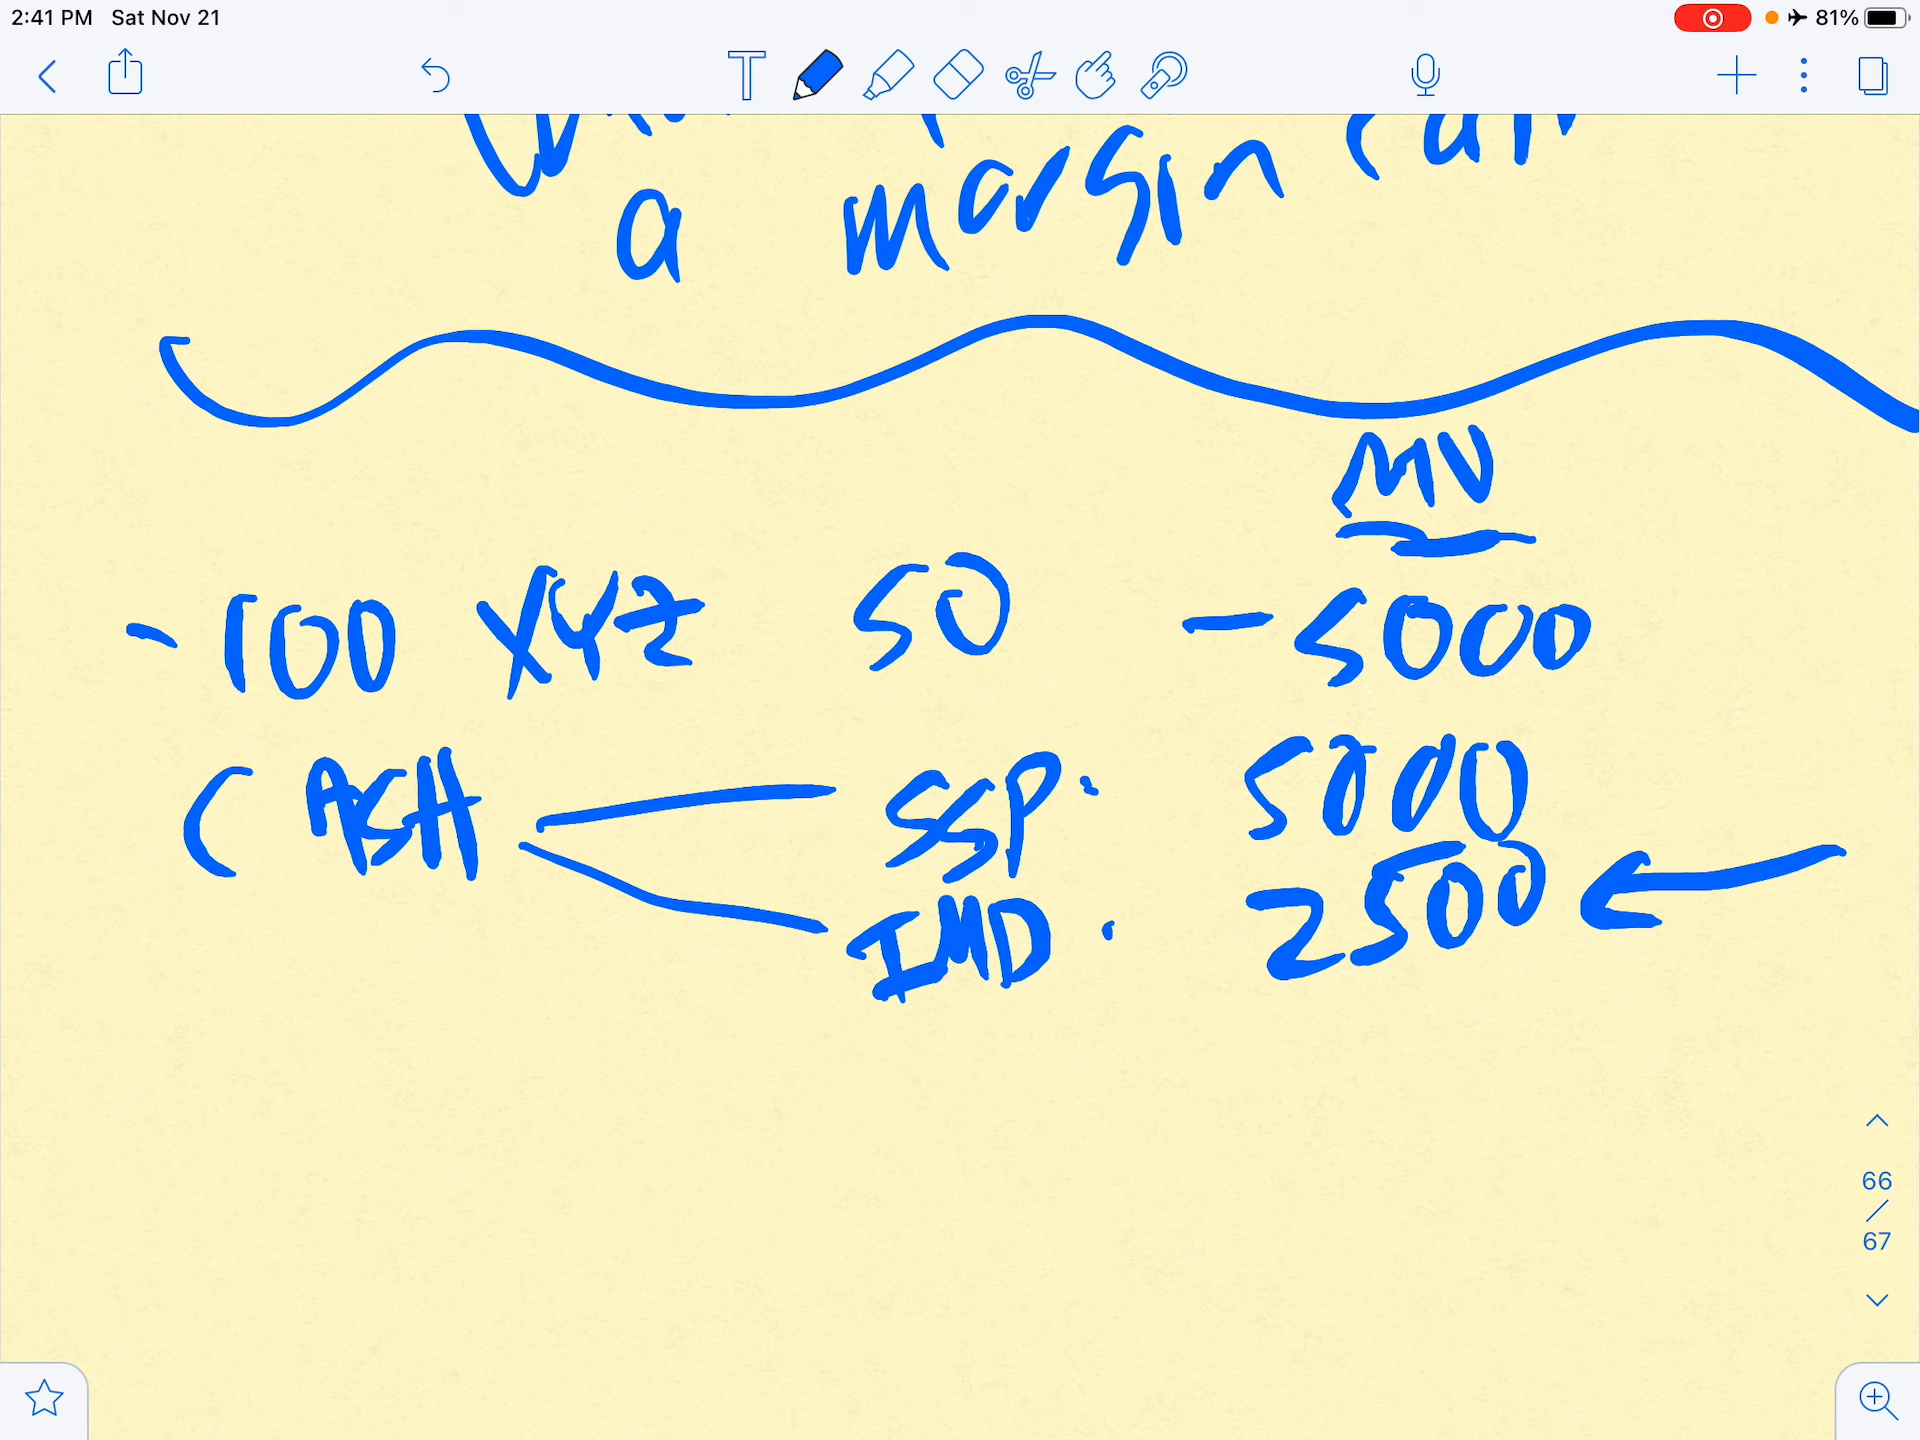 2:41 PM Sat Nov 21
81%
T
a margin call
MV
- 100 XYZ 50 - 5000
CASH SSP: 5000
IMD: 2500
66
/
67